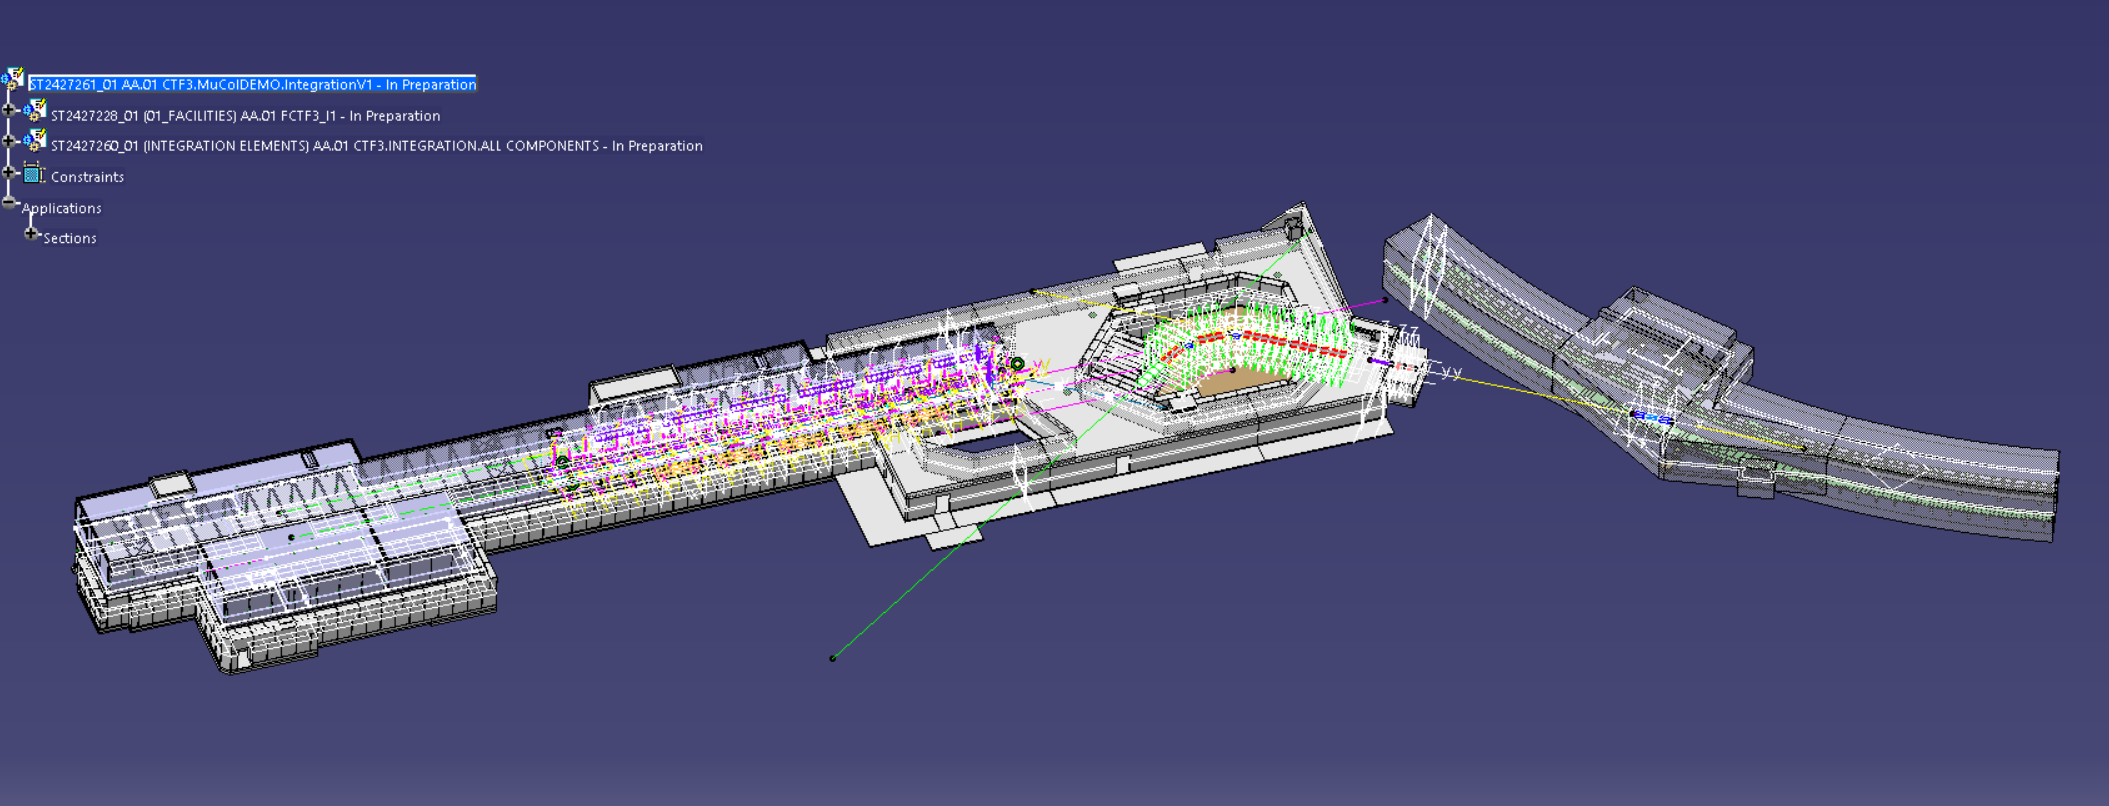 ST2427261_01 AA.01 CTF3.MuColDEMO.IntegrationV1 - In Preparation
ST2427228_01 (01_FACILITIES) AA.01 FCTF3_I1 - In Preparation
ST2427260_01 (INTEGRATION ELEMENTS) AA.01 CTF3.INTEGRATION.ALL COMPONENTS - In Preparation
Constraints
Applications
Sections